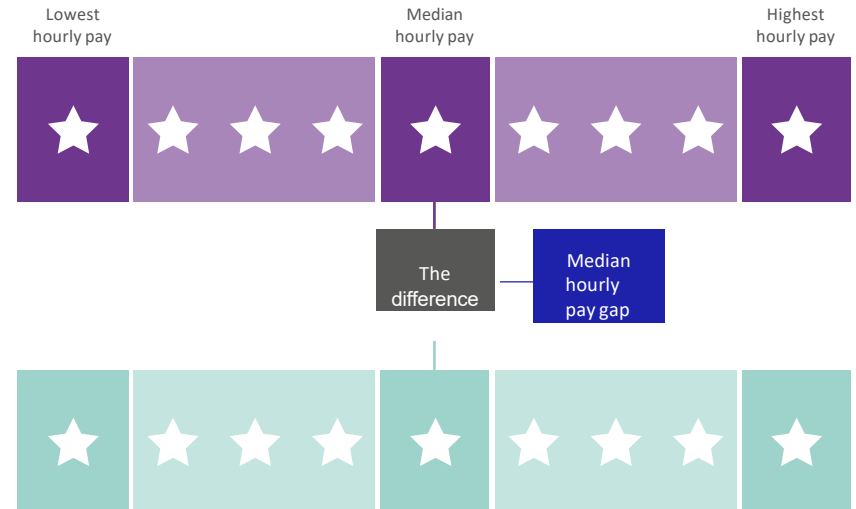 Lowest
hourly pay
Median
hourly pay
Highest
hourly pay
The
difference
Median
hourly
pay gap